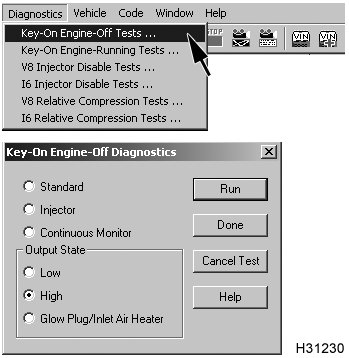 Diagnostics Vehicle Code Window Help
Key-On Engine-Off Tests ...
Key-On Engine-Running Tests ...
V8 Injector Disable Tests ...
I6 Injector Disable Tests ...
V8 Relative Compression Tests ...
I6 Relative Compression Tests ...
STOP
VIN
VIN
Key-On Engine-Off Diagnostics
Standard
Injector
Continuous Monitor
Output State
Low
High
Glow Plug/Inlet Air Heater
Run
Done
Cancel Test
Help
H31230